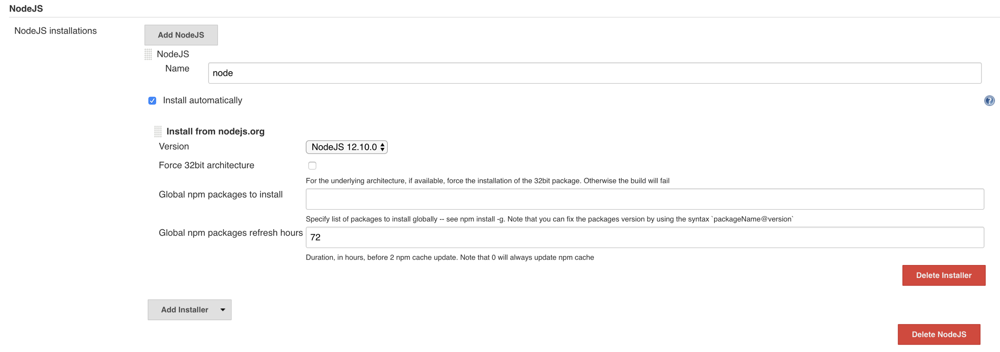 NodeJS
NodeJS installations
Add NodeJS
NodeJS
Name
node
Install automatically
?
Install from nodejs.org
Version
NodeJS 12.10.0
Force 32bit architecture
For the underlying architecture, if available, force the installation of the 32bit package. Otherwise the build will fail
Global npm packages to install
Specify list of packages to install globally -- see npm install -g. Note that you can fix the packages version by using the syntax `packageName@version`
Global npm packages refresh hours
72
Duration, in hours, before 2 npm cache update. Note that 0 will always update npm cache
Delete Installer
Add Installer
Delete NodeJS